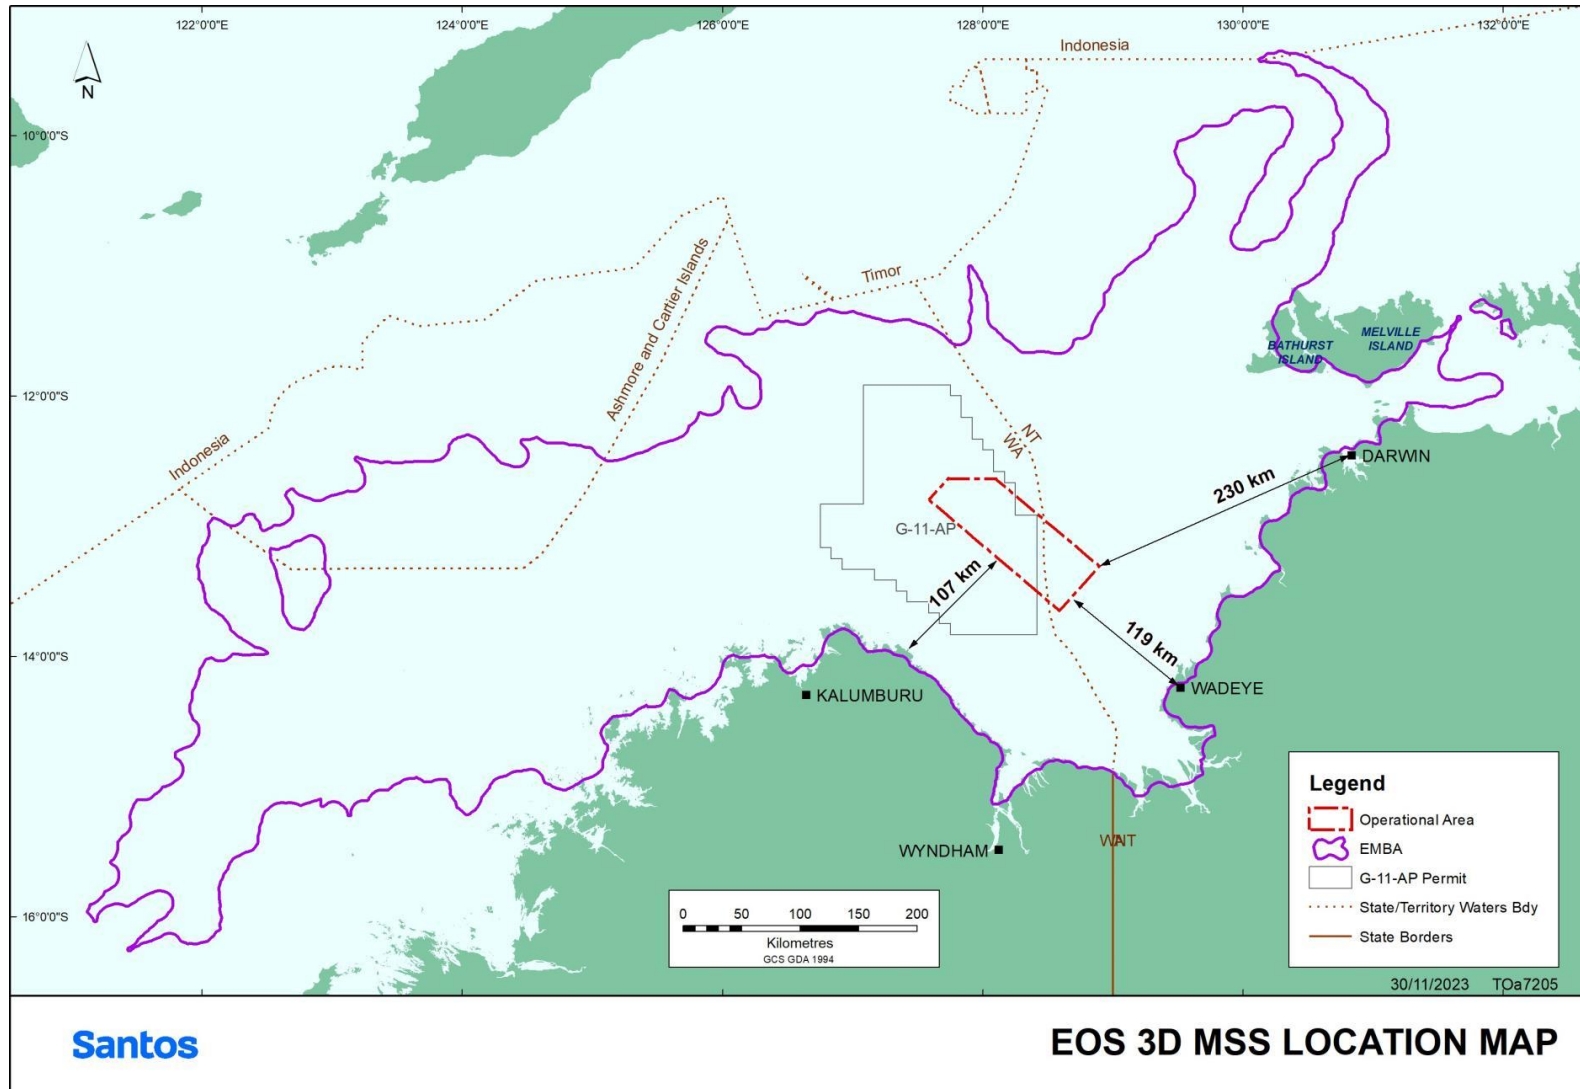 122°0'0"E
124°0'0"E
126°0'0"E
128°0'0"E
130°0'0"E
132°0'0"E
N
Indonesia
10°0'0"S
Ashmore and Cartier Islands
Timor
BATHURST
ISLAND
MELVILLE
ISLAND
12°0'0"S
Indonesia
NT
WA
DARWIN
230 km
G-11-AP
107 km
119 km
14°0'0"S
KALUMBURU
WADEYE
WYNDHAM
WA
NT
16°0'0"S
0 50 100 150 200
Kilometres
GCS GDA 1994
Legend
Operational Area
EMBA
G-11-AP Permit
State/Territory Waters Bdy
State Borders
30/11/2023 TOa7205
Santos
EOS 3D MSS LOCATION MAP